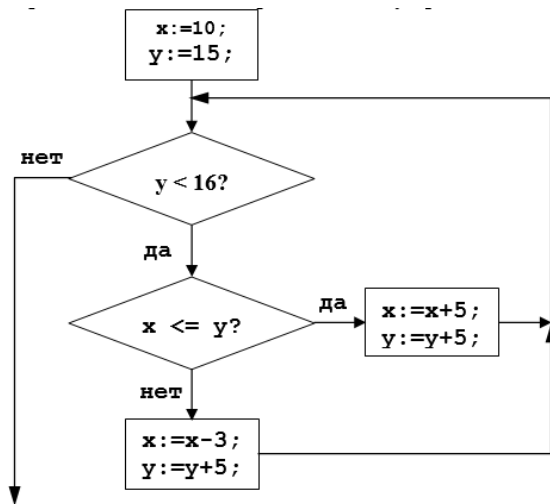 x:=10;
y:=15;
нет
y < 16?
да
x <= y?
да
x:=x+5;
y:=y+5;
нет
x:=x-3;
y:=y+5;